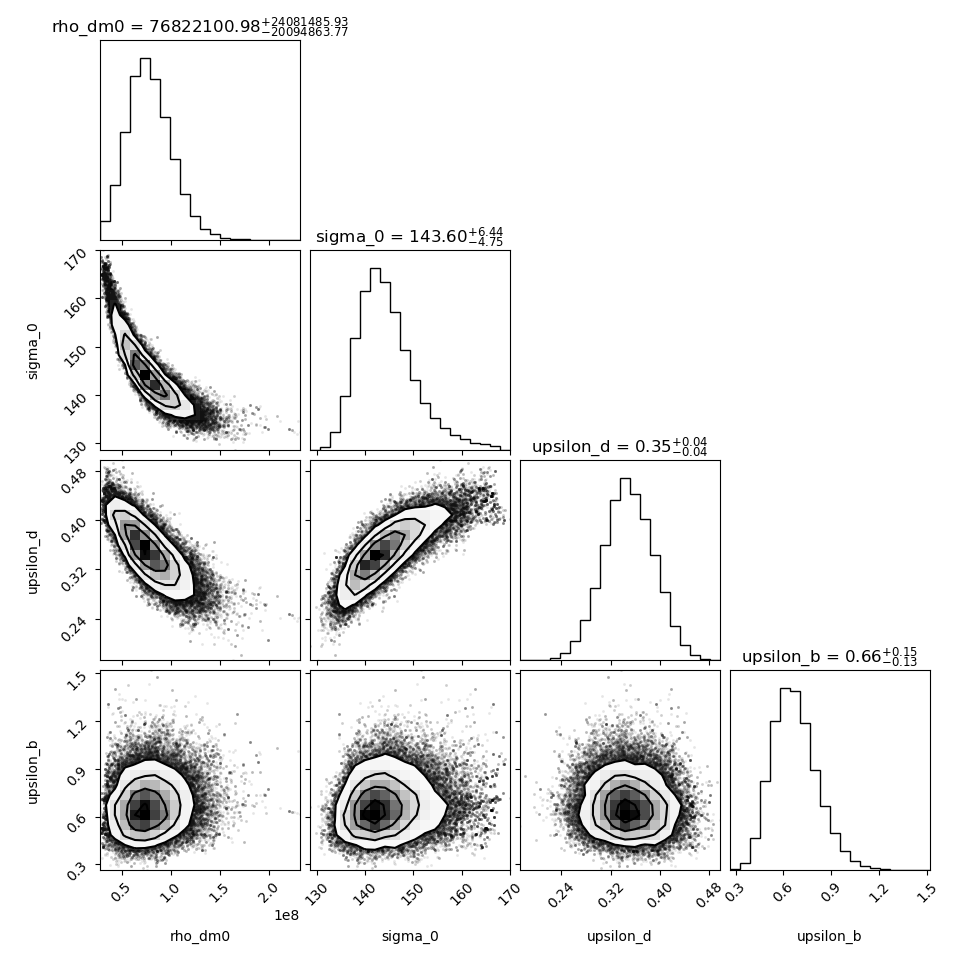 rho_dm0 = 76822100.98+24081485.93 −20094863.77
sigma_0 = 143.60+6.44 −4.75
170
160
150
140
130
sigma_0
upsilon_d = 0.35+0.04 −0.04
0.48
0.40
0.32
0.24
upsilon_d
upsilon_b = 0.66+0.15 −0.13
1.5
1.2
0.9
0.6
0.3
upsilon_b
0.5 1.0 1.5 2.0
1e8
rho_dm0
130 140 150 160 170
sigma_0
0.24 0.32 0.40 0.48
upsilon_d
0.3 0.6 0.9 1.2 1.5
upsilon_b